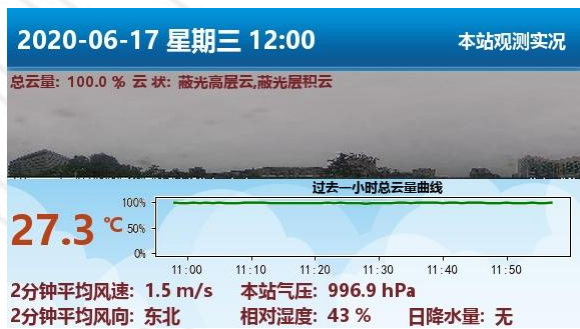 2020-06-17 星期三 12:00 本站观测实况
总云量: 100.0 % 云 状: 蔽光高层云,蔽光层积云
过去一小时总云量曲线
100%
27.3 ℃ 50%
0%
11:00 11:10 11:20 11:30 11:40 11:50
2分钟平均风速: 1.5 m/s 本站气压: 996.9 hPa
2分钟平均风向: 东北 相对湿度: 43 % 日降水量: 无